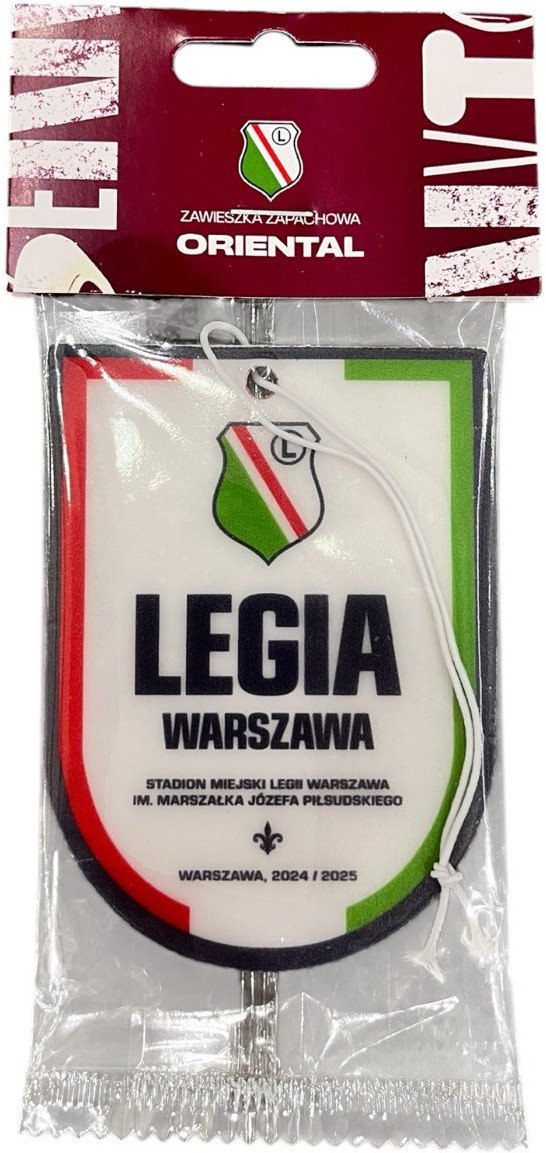 L
ZAWIESZKA ZAPACHOWA
ORIENTAL
L
LEGIA
WARSZAWA
STADION MIEJSKI LEGII WARSZAWA
IM. MARSZAŁKA JÓZEFA PIŁSUDSKIEGO
WARSZAWA, 2024 / 2025